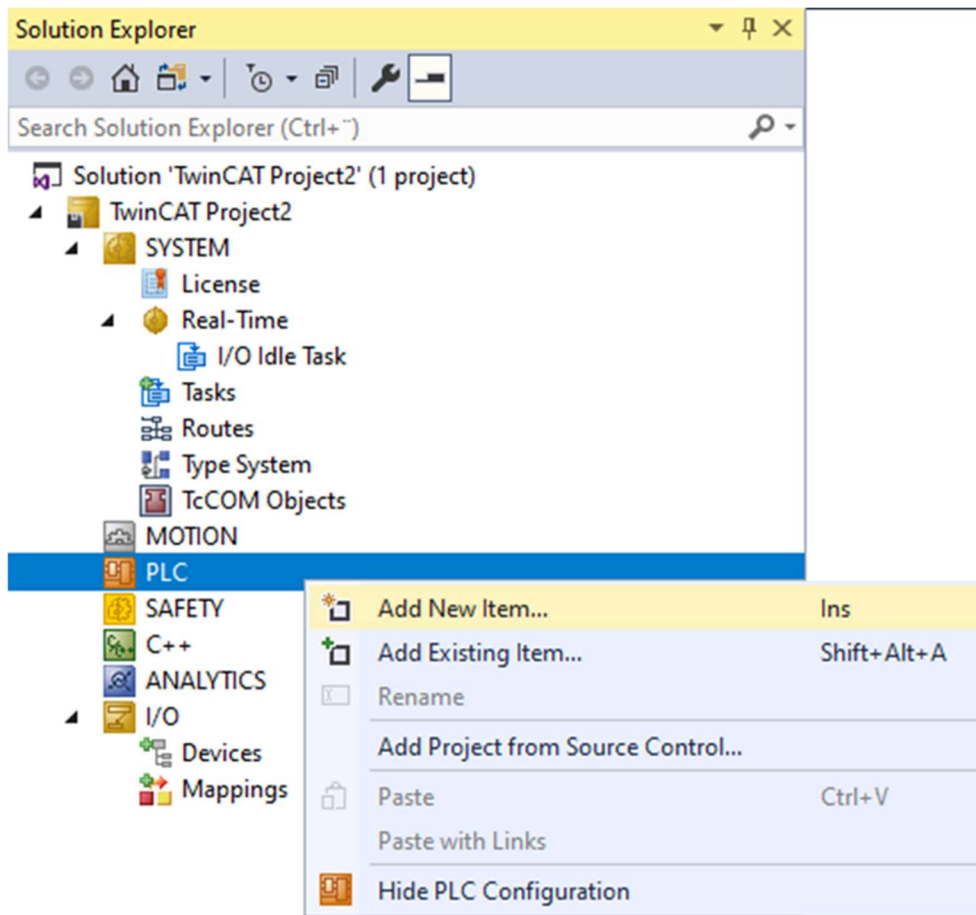 Solution Explorer
Search Solution Explorer (Ctrl+¨)
Solution 'TwinCAT Project2' (1 project)
TwinCAT Project2
SYSTEM
License
Real-Time
I/O Idle Task
Tasks
Routes
Type System
TcCOM Objects
MOTION
PLC
SAFETY
C++
ANALYTICS
I/O
Devices
Mappings
Add New Item... Ins
Add Existing Item... Shift+Alt+A
Rename
Add Project from Source Control...
Paste Ctrl+V
Paste with Links
Hide PLC Configuration